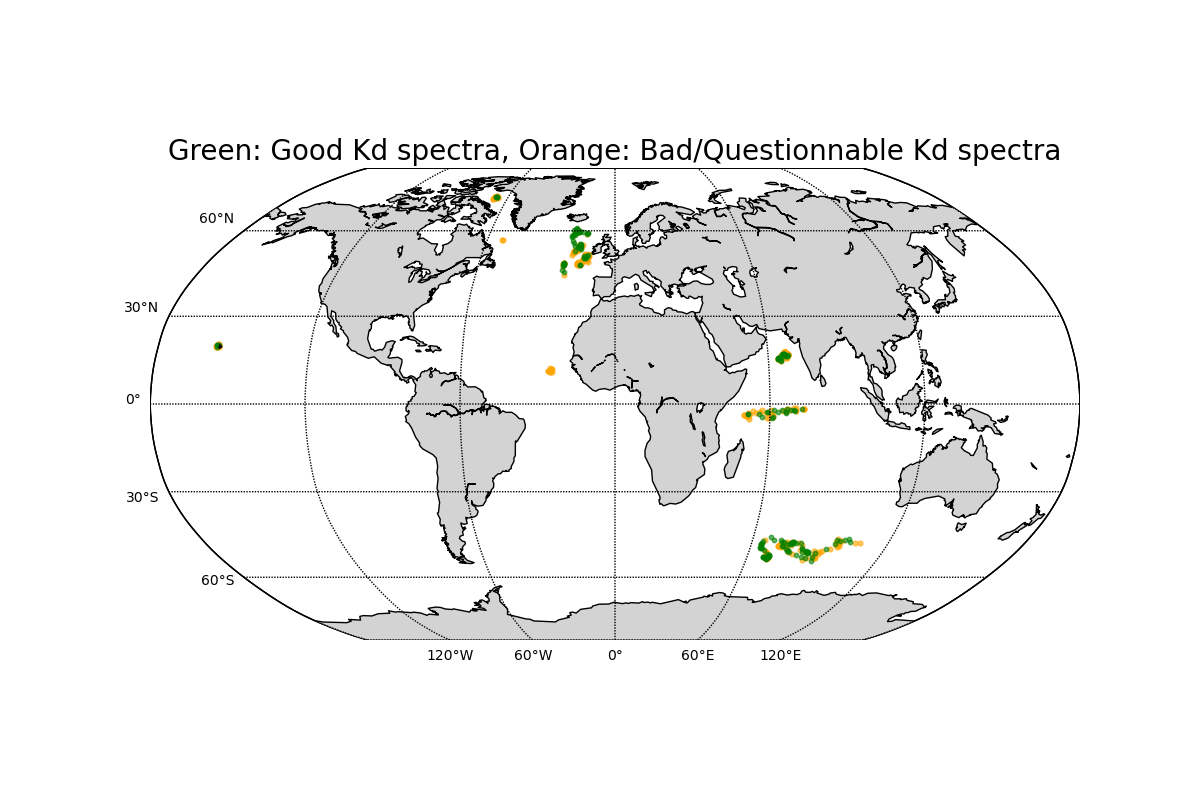 Green: Good Kd spectra, Orange: Bad/Questionnable Kd spectra
60°N
30°N
0°
30°S
60°S
120°W 60°W 0° 60°E 120°E